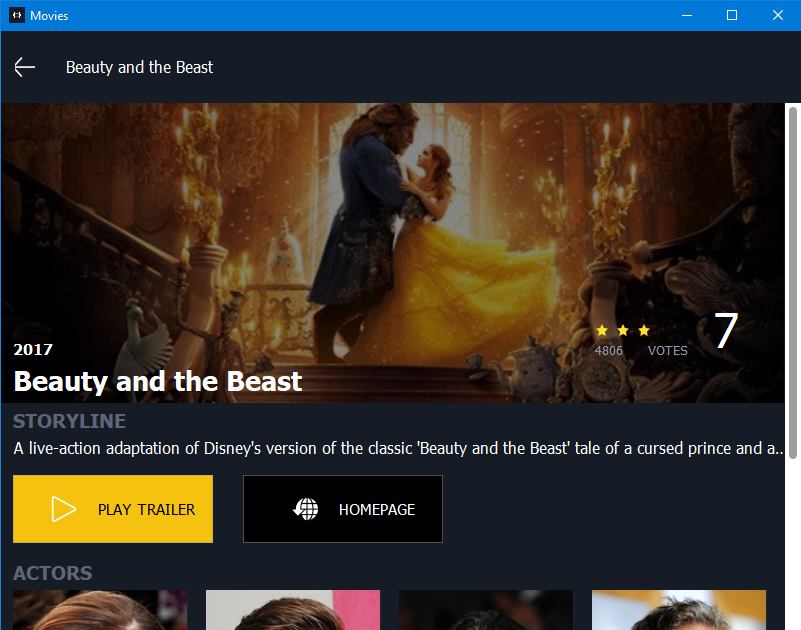 Movies
Beauty and the Beast
2017
4806 VOTES
7
Beauty and the Beast
STORYLINE
A live-action adaptation of Disney's version of the classic 'Beauty and the Beast' tale of a cursed prince and a..
PLAY TRAILER
HOMEPAGE
ACTORS